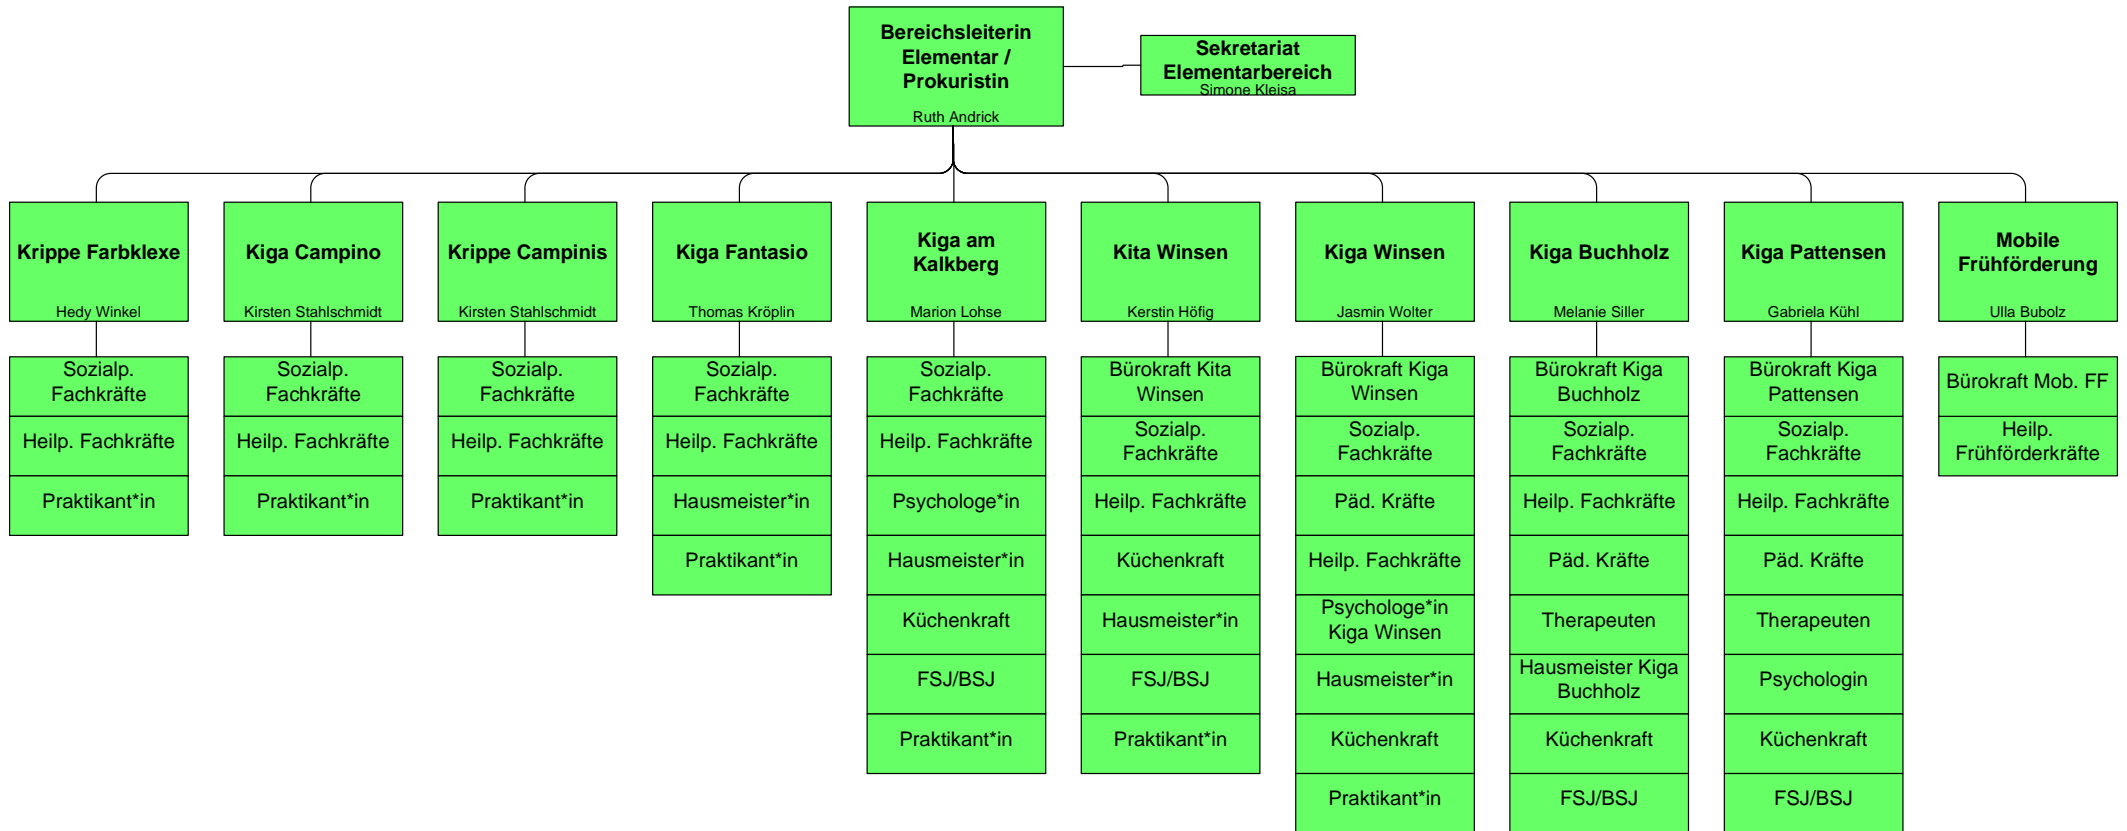 Bereichsleiterin
Elementar /
Prokuristin
Ruth Andrick
Sekretariat
Elementarbereich
Simone Kleisa
Krippe Farbklexe
Hedy Winkel
Sozialp.
Fachkräfte
Heilp. Fachkräfte
Praktikant*in
Kiga Campino
Kirsten Stahlschmidt
Sozialp.
Fachkräfte
Heilp. Fachkräfte
Praktikant*in
Krippe Campinis
Kirsten Stahlschmidt
Sozialp.
Fachkräfte
Heilp. Fachkräfte
Praktikant*in
Kiga Fantasio
Thomas Kröplin
Sozialp.
Fachkräfte
Heilp. Fachkräfte
Hausmeister*in
Praktikant*in
Kiga am
Kalkberg
Marion Lohse
Sozialp.
Fachkräfte
Heilp. Fachkräfte
Psychologe*in
Hausmeister*in
Küchenkraft
FSJ/BSJ
Praktikant*in
Kita Winsen
Kerstin Höfig
Bürokraft Kita
Winsen
Sozialp.
Fachkräfte
Heilp. Fachkräfte
Küchenkraft
Hausmeister*in
FSJ/BSJ
Praktikant*in
Kiga Winsen
Jasmin Wolter
Bürokraft Kiga
Winsen
Sozialp.
Fachkräfte
Päd. Kräfte
Heilp. Fachkräfte
Psychologe*in
Kiga Winsen
Hausmeister*in
Küchenkraft
Praktikant*in
Kiga Buchholz
Melanie Siller
Bürokraft Kiga
Buchholz
Sozialp.
Fachkräfte
Heilp. Fachkräfte
Päd. Kräfte
Therapeuten
Hausmeister Kiga
Buchholz
Küchenkraft
FSJ/BSJ
Kiga Pattensen
Gabriela Kühl
Bürokraft Kiga
Pattensen
Sozialp.
Fachkräfte
Heilp. Fachkräfte
Päd. Kräfte
Therapeuten
Psychologin
Küchenkraft
FSJ/BSJ
Mobile
Frühförderung
Ulla Bubolz
Bürokraft Mob. FF
Heilp.
Frühförderkräfte